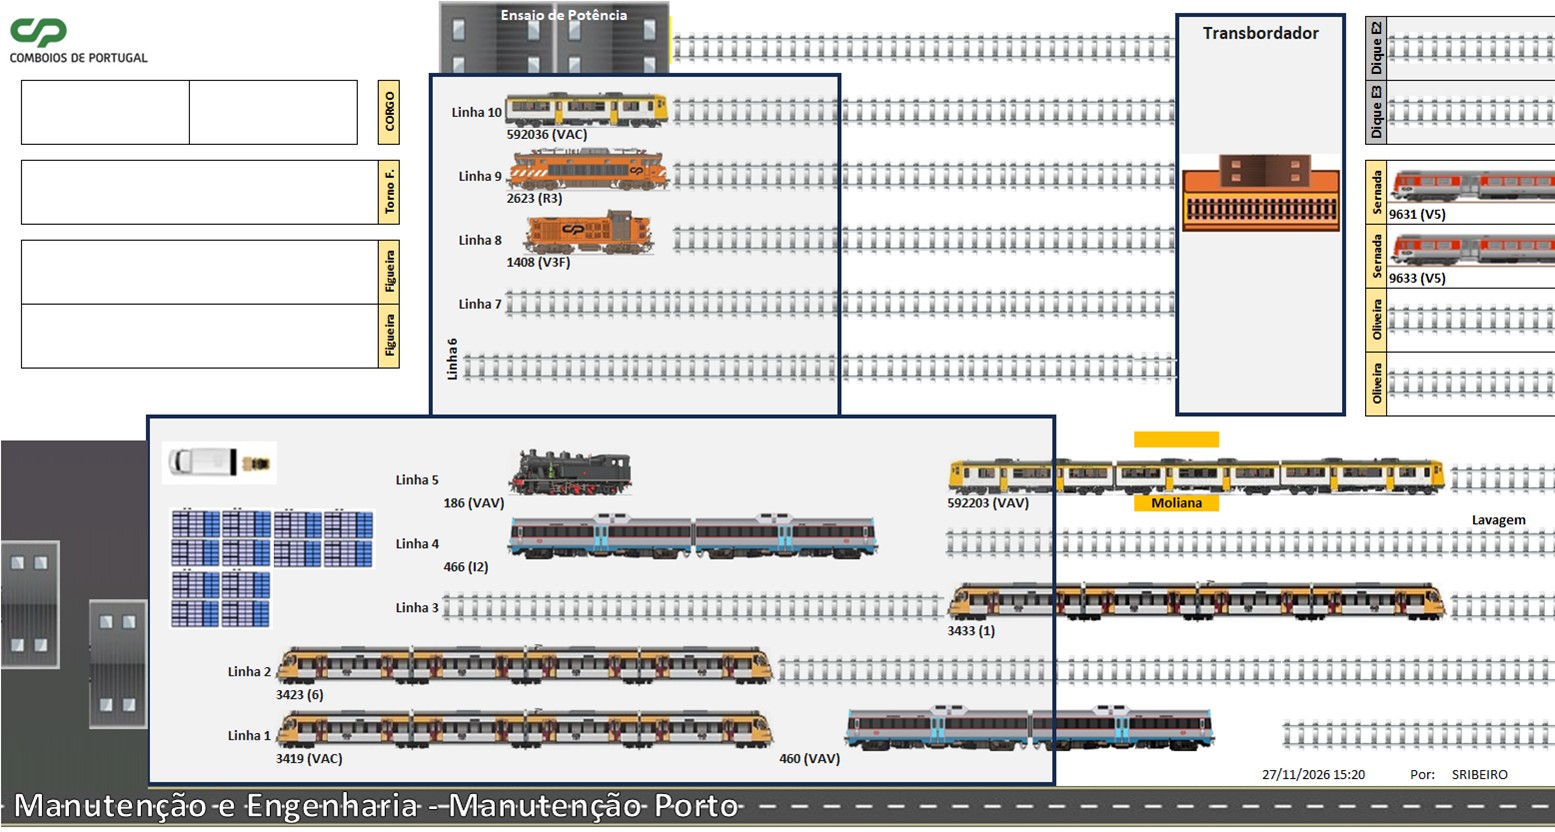 CP
COMBOIOS DE PORTUGAL
Ensaio de Potência
Transbordador
Dique E2
Dique E3
CORGO
Torno F.
Figueira
Figueira
Linha 10
592036 (VAC)
Linha 9
2623 (R3)
Linha 8
1408 (V3F)
Linha 7
Linha 6
Sernada
9631 (V5)
Sernada
9633 (V5)
Oliveira
Oliveira
Linha 5
186 (VAV)
592203 (VAV)
Moliana
Lavagem
Linha 4
466 (I2)
Linha 3
3433 (1)
Linha 2
3423 (6)
Linha 1
3419 (VAC)
460 (VAV)
27/11/2026 15:20 Por: SRIBEIRO
Manutenção e Engenharia - Manutenção Porto